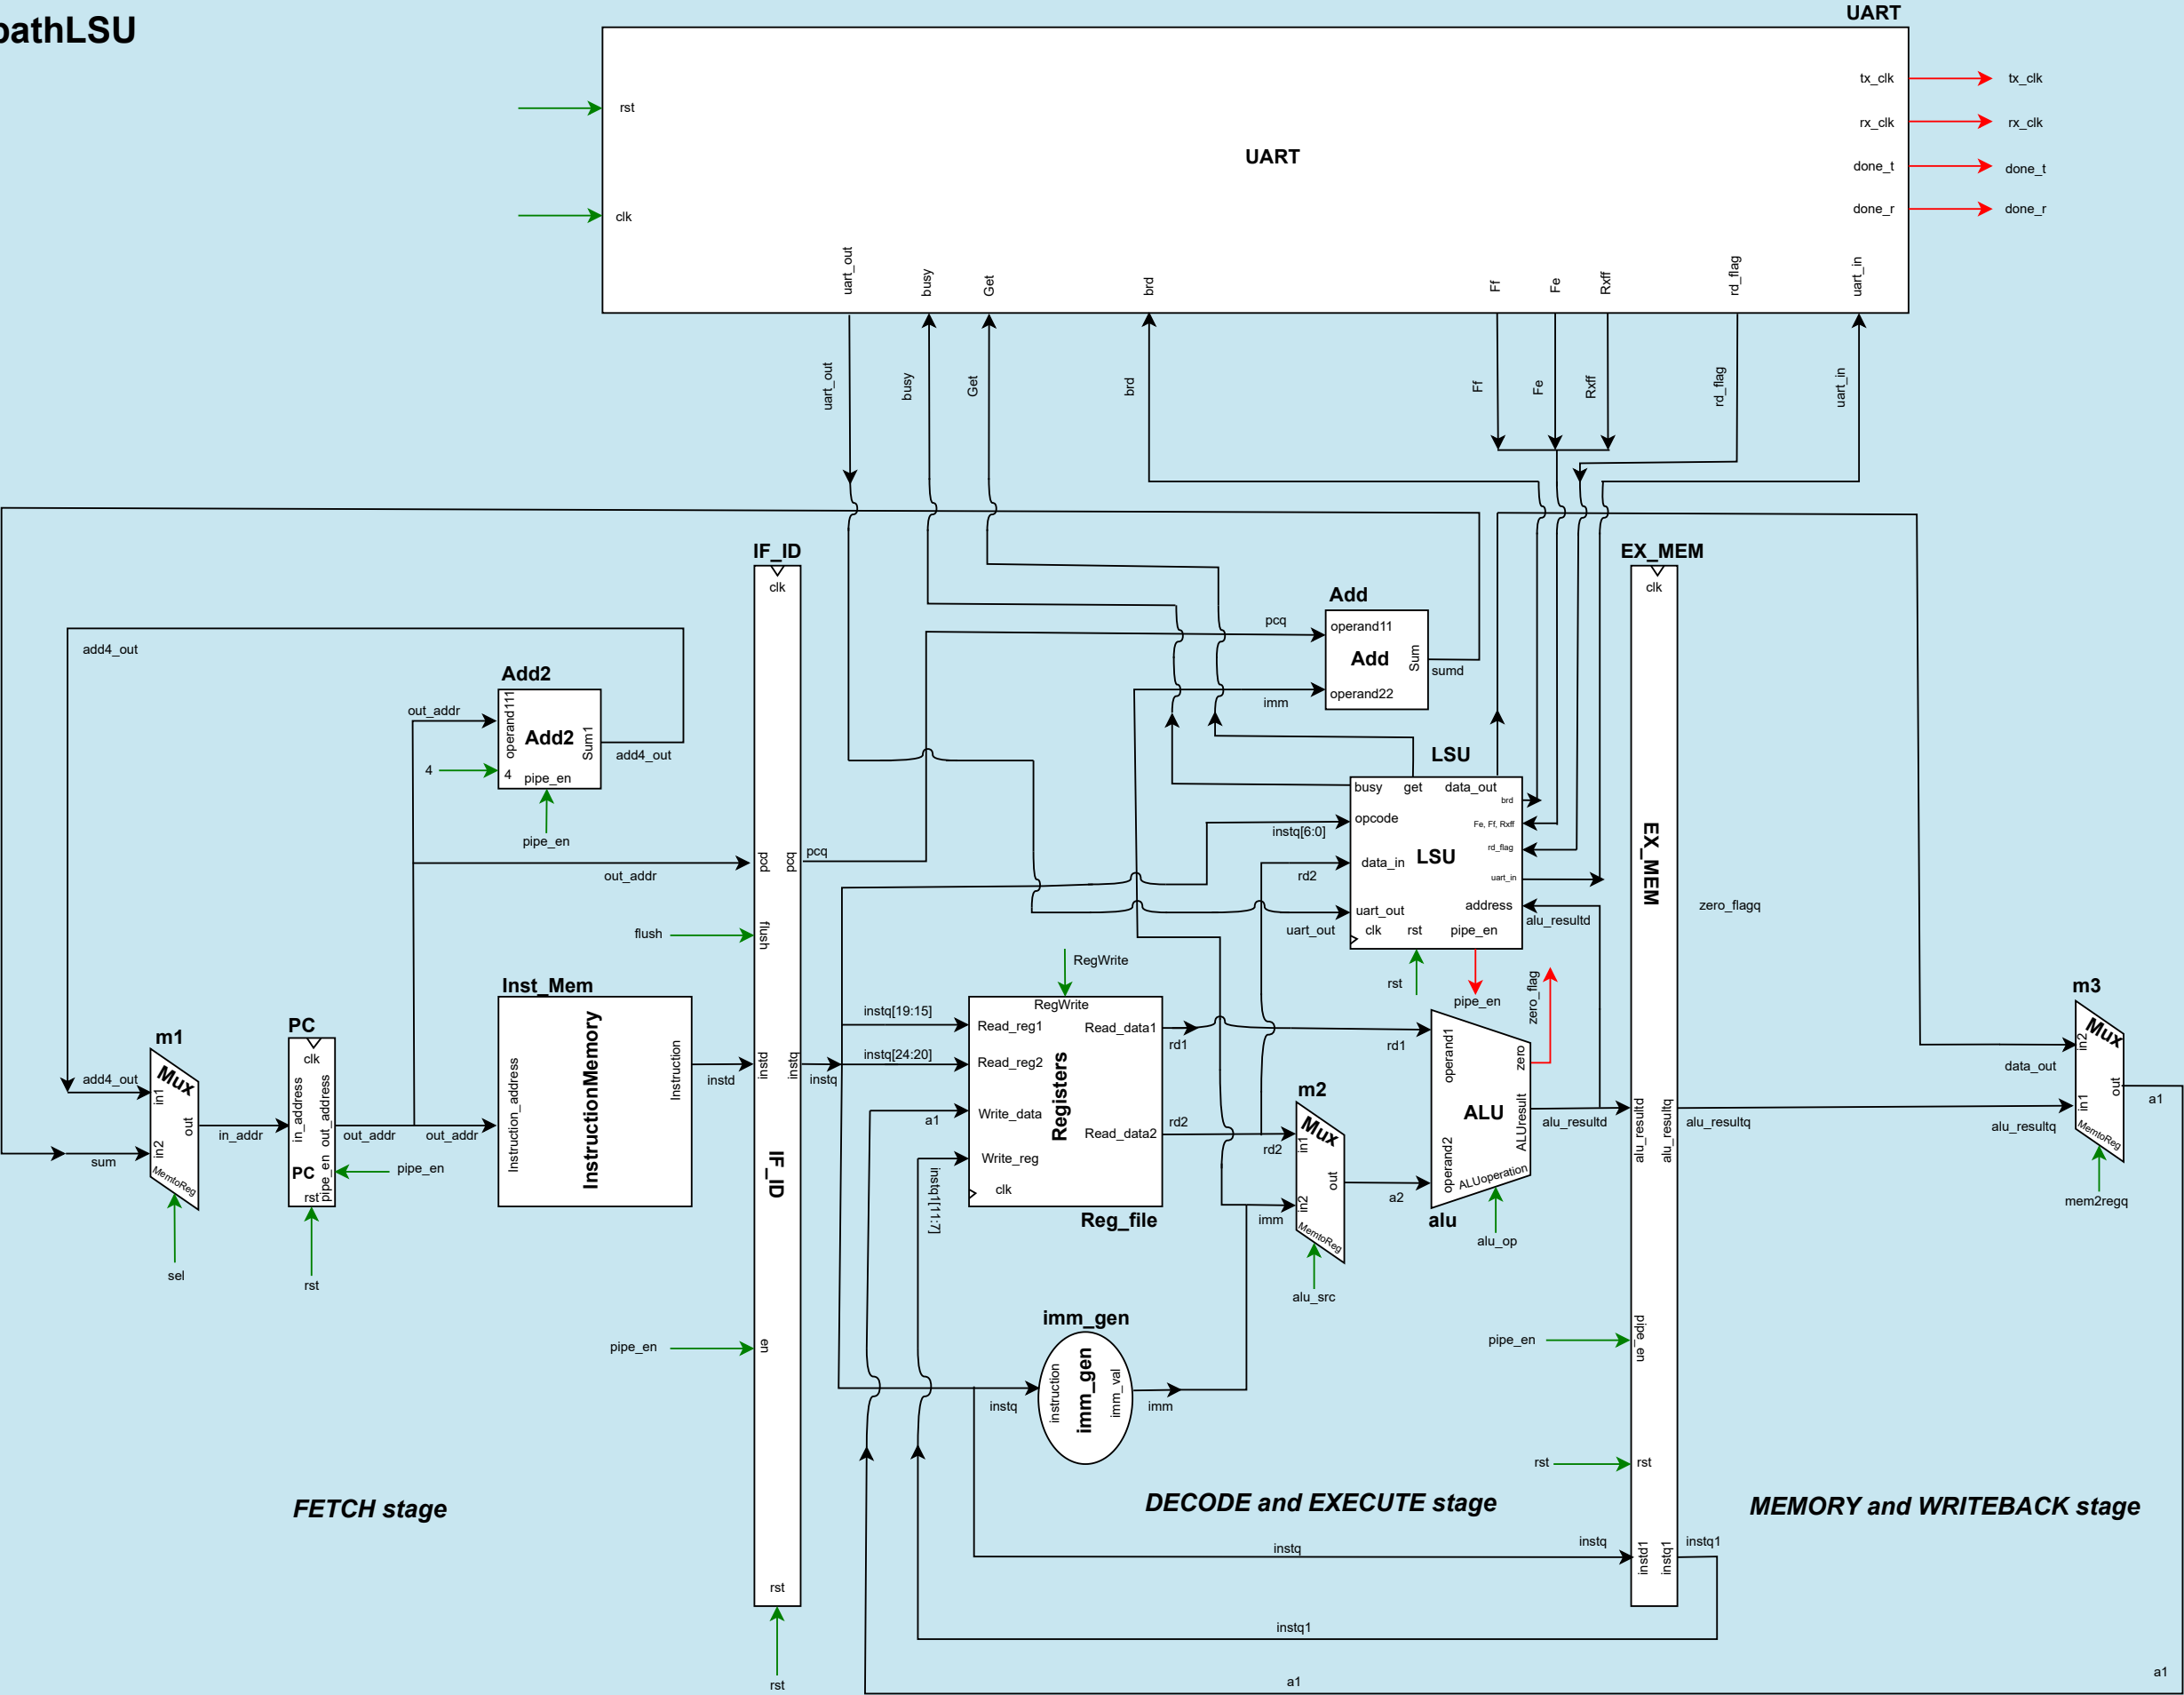 pathLSU
UART
UART
rst
clk
tx_clk
rx_clk
done_t
done_r
tx_clk
rx_clk
done_t
done_r
uart_out
busy
Get
brd
Ff
Fe
Rxff
rd_flag
uart_in
uart_out
busy
Get
brd
Ff
Fe
Rxff
rd_flag
uart_in
IF_ID
clk
EX_MEM
clk
Add
operand11
Add
Sum
operand22
pcq
imm
sumd
add4_out
Add2
out_addr
operand111
Add2
Sum1
4
4
pipe_en
add4_out
pipe_en
LSU
busy
get
data_out
brd
opcode
Fe, Ff, Rxff
instq[6:0]
data_in
LSU
rd_flag
rd2
uart_in
uart_out
address
uart_out
clk
rst
pipe_en
alu_resultd
rst
pipe_en
zero_flag
pcd
pcd
pcq
out_addr
flush
flush
EX_MEM
zero_flagq
RegWrite
Inst_Mem
Instruction_address
InstructionMemory
Instruction
instd
instd
instq
instq
RegWrite
instq[19:15]
Read_reg1
Read_data1
rd1
rd1
instq[24:20]
Read_reg2
Registers
a1
Write_data
Read_data2
rd2
rd2
Write_reg
instq1[11:7]
clk
Reg_file
m1
Mux
add4_out
in1
out
in2
MemtoReg
sum
in_addr
sel
PC
clk
in_address
out_address
PC
pipe_en
rst
pipe_en
out_addr
out_addr
rst
m2
Mux
in1
out
in2
MemtoReg
imm
a2
alu_src
operand1
zero
ALU
ALUresult
operand2
ALUoperation
alu
alu_op
alu_resultd
alu_resultd
alu_resultq
alu_resultq
m3
Mux
in2
data_out
out
in1
alu_resultq
MemtoReg
a1
mem2regq
IF_ID
imm_gen
instruction
imm_gen
imm_val
instq
imm
pipe_en
en
pipe_en
pipe_en
rst
rst
FETCH stage
DECODE and EXECUTE stage
MEMORY and WRITEBACK stage
instq
instq
instd1
instq1
instq1
rst
instq1
rst
a1
a1